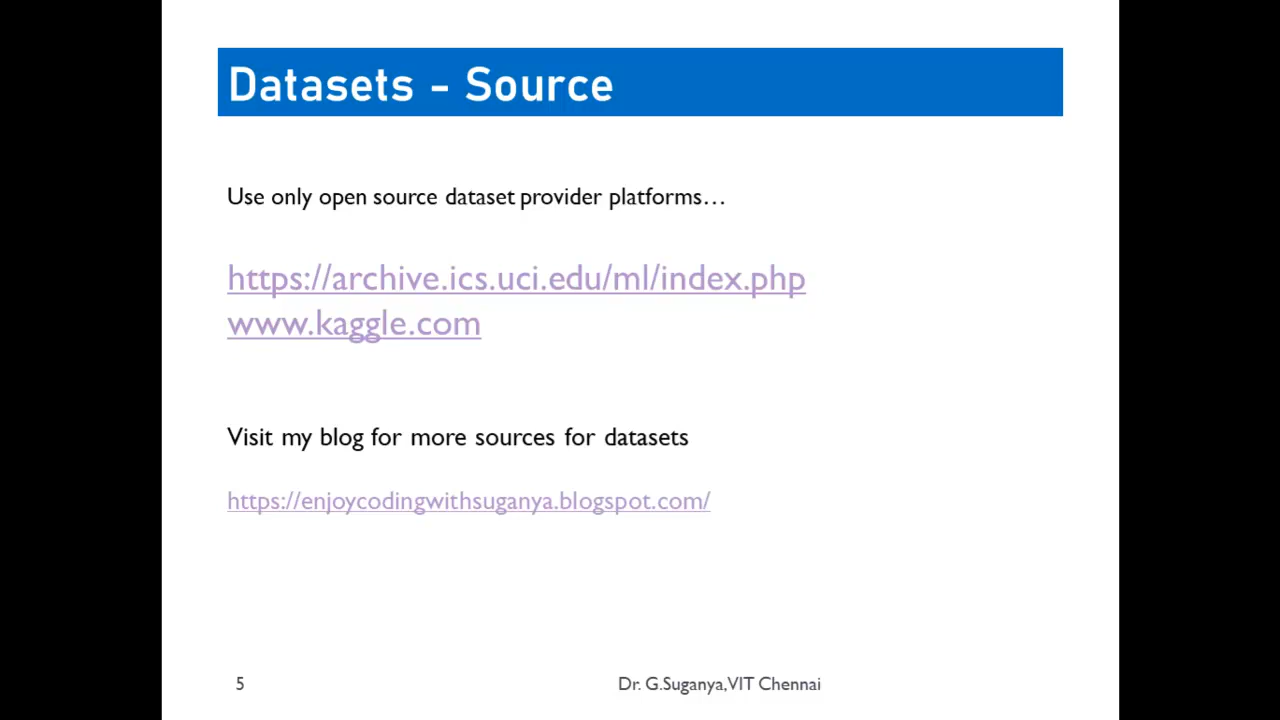 Datasets - Source
Use only open source dataset provider platforms…
https://archive.ics.uci.edu/ml/index.php
www.kaggle.com
Visit my blog for more sources for datasets
https://enjoycodingwithsuganya.blogspot.com/
5
Dr. G.Suganya,VIT Chennai